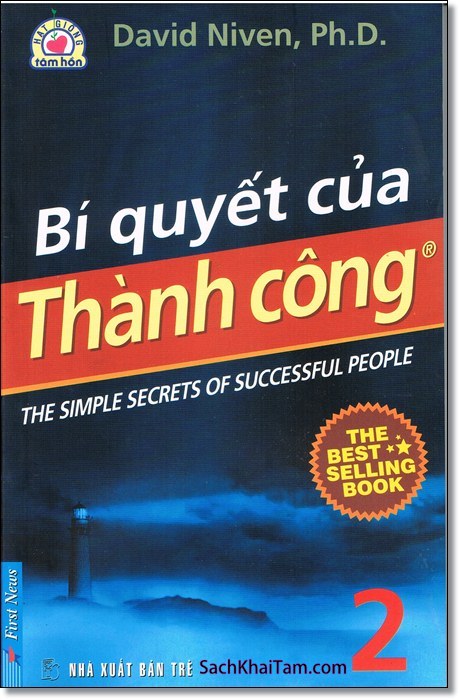 HẠT GIỐNG
tâm hồn
David Niven, Ph.D.
Bí quyết của
Thành công®
THE SIMPLE SECRETS OF SUCCESSFUL PEOPLE
THE
BEST
SELLING
BOOK
First News
2
NHÀ XUẤT BẢN TRẺ
SachKhaiTam.com